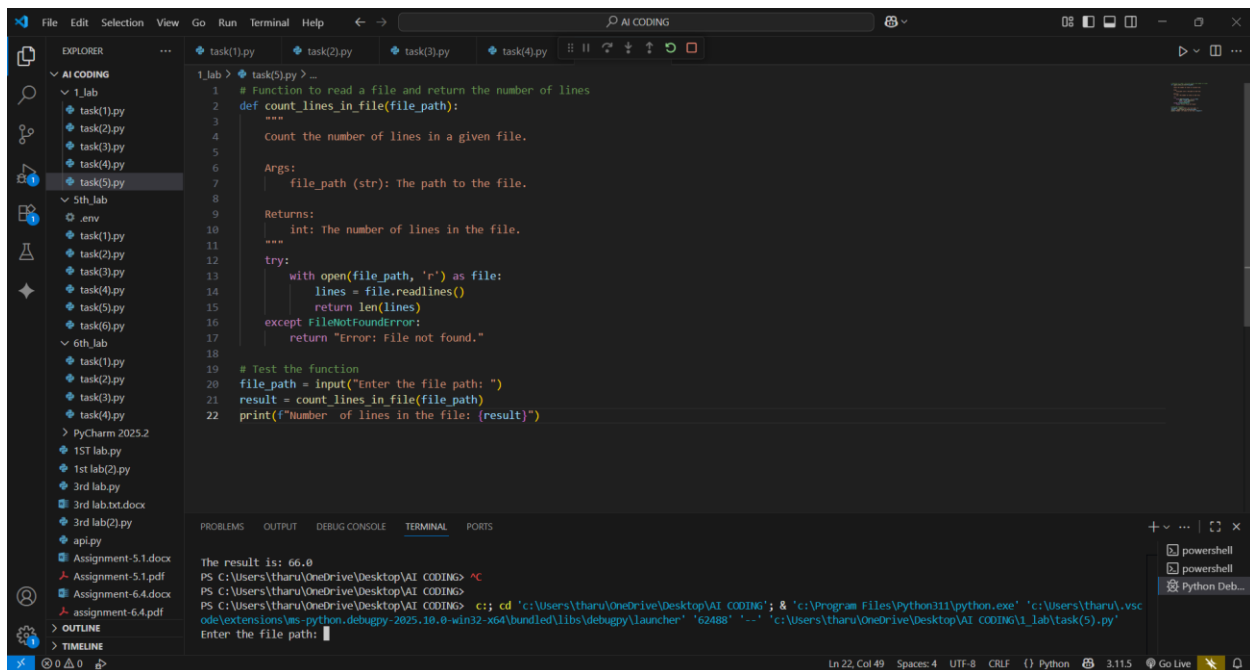 File Edit Selection View Go Run Terminal Help
AI CODING
EXPLORER
AI CODING
1_lab
task(1).py
task(2).py
task(3).py
task(4).py
task(5).py
5th_lab
.env
task(1).py
task(2).py
task(3).py
task(4).py
task(5).py
task(6).py
6th_lab
task(1).py
task(2).py
task(3).py
task(4).py
PyCharm 2025.2
1ST lab.py
1st lab(2).py
3rd lab.py
3rd lab.txt.docx
3rd lab(2).py
api.py
Assignment-5.1.docx
Assignment-5.1.pdf
Assignment-6.4.docx
assignment-6.4.pdf
OUTLINE
TIMELINE
1
1
1
task(1).py task(2).py task(3).py task(4).py
1_lab > task(5).py > ...
1 # Function to read a file and return the number of lines
2 def count_lines_in_file(file_path):
3 """
4 Count the number of lines in a given file.
5
6 Args:
7 file_path (str): The path to the file.
8
9 Returns:
10 int: The number of lines in the file.
11 """
12 try:
13 with open(file_path, 'r') as file:
14 lines = file.readlines()
15 return len(lines)
16 except FileNotFoundError:
17 return "Error: File not found."
18
19 # Test the function
20 file_path = input("Enter the file path: ")
21 result = count_lines_in_file(file_path)
22 print(f"Number  of lines in the file: {result}")
PROBLEMS OUTPUT DEBUG CONSOLE TERMINAL PORTS
The result is: 66.0
PS C:\Users\tharu\OneDrive\Desktop\AI CODING> ^C
PS C:\Users\tharu\OneDrive\Desktop\AI CODING>
PS C:\Users\tharu\OneDrive\Desktop\AI CODING>  c:; cd 'c:\Users\tharu\OneDrive\Desktop\AI CODING'; & 'c:\Program Files\Python311\python.exe' 'c:\Users\tharu\.vsc
ode\extensions\ms-python.debugpy-2025.10.0-win32-x64\bundled\libs\debugpy\launcher' '62488' '--' 'c:\Users\tharu\OneDrive\Desktop\AI CODING\1_lab\task(5).py'
Enter the file path:
powershell
powershell
Python Deb...
0 0 Ln 22, Col 49 Spaces: 4 UTF-8 CRLF {} Python 3.11.5 Go Live